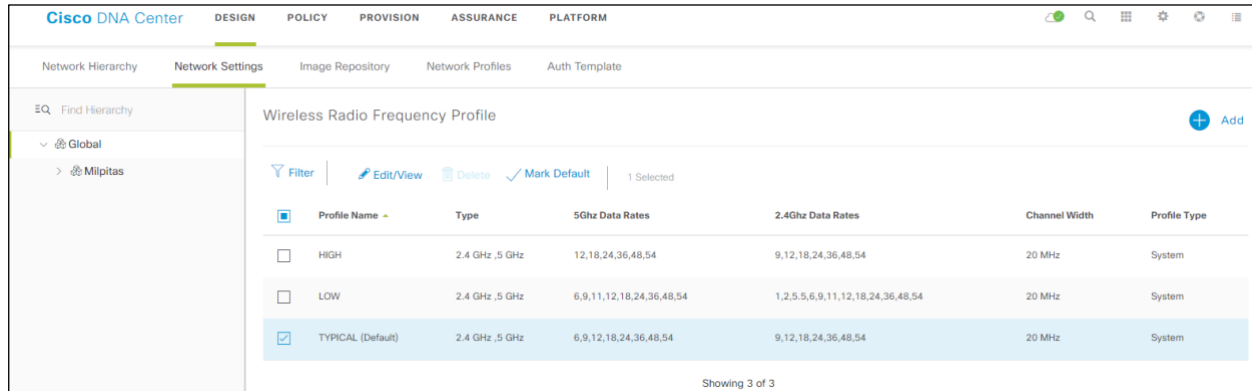 Cisco DNA Center DESIGN POLICY PROVISION ASSURANCE PLATFORM
Network Hierarchy Network Settings Image Repository Network Profiles Auth Template
Find Hierarchy
Global
Milpitas
Wireless Radio Frequency Profile
Add
Filter Edit/View Delete Mark Default 1 Selected
Profile Name Type 5Ghz Data Rates 2.4Ghz Data Rates Channel Width Profile Type
HIGH 2.4 GHz ,5 GHz 12,18,24,36,48,54 9,12,18,24,36,48,54 20 MHz System
LOW 2.4 GHz ,5 GHz 6,9,11,12,18,24,36,48,54 1,2,5.5,6,9,11,12,18,24,36,48,54 20 MHz System
TYPICAL (Default) 2.4 GHz ,5 GHz 6,9,12,18,24,36,48,54 9,12,18,24,36,48,54 20 MHz System
Showing 3 of 3